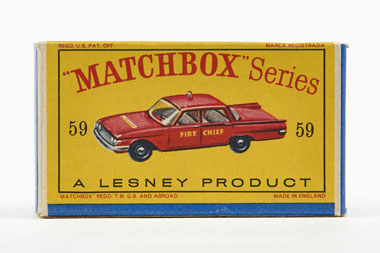 REGD. U.S. PAT. OFF. MARCA REGISTRADA
"MATCHBOX" Series
59 FIRE CHIEF 59
A LESNEY PRODUCT
"MATCHBOX" REGD. T.M. G.B. AND ABROAD MADE IN ENGLAND